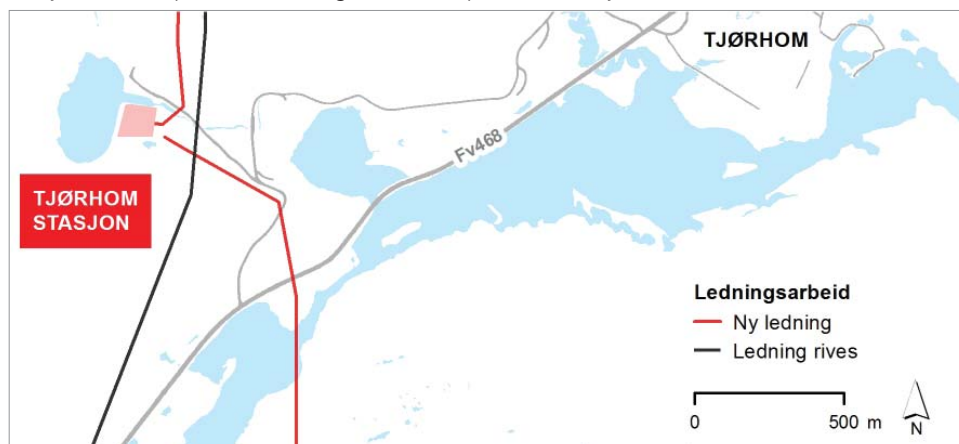 TJØRHOM
Fv468
TJØRHOM
STASJON
Ledningsarbeid
Ny ledning
Ledning rives
0 500 m
N